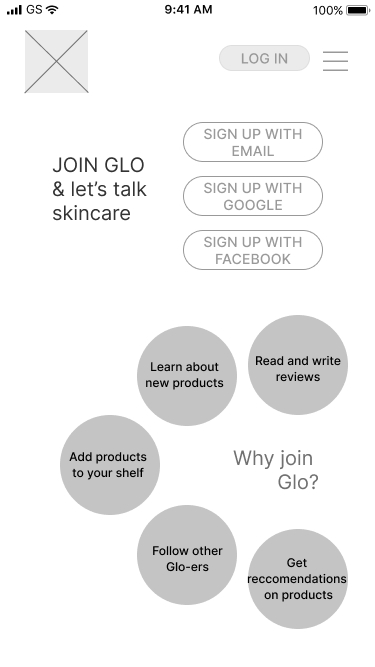 GS
9:41 AM
100%
LOG IN
SIGN UP WITH
EMAIL
JOIN GLO
& let's talk
skincare
SIGN UP WITH
GOOGLE
SIGN UP WITH
FACEBOOK
Learn about
new products
Read and write
reviews
Add products
to your shelf
Why join
Glo?
Follow other
Glo-ers
Get
reccomendations
on products